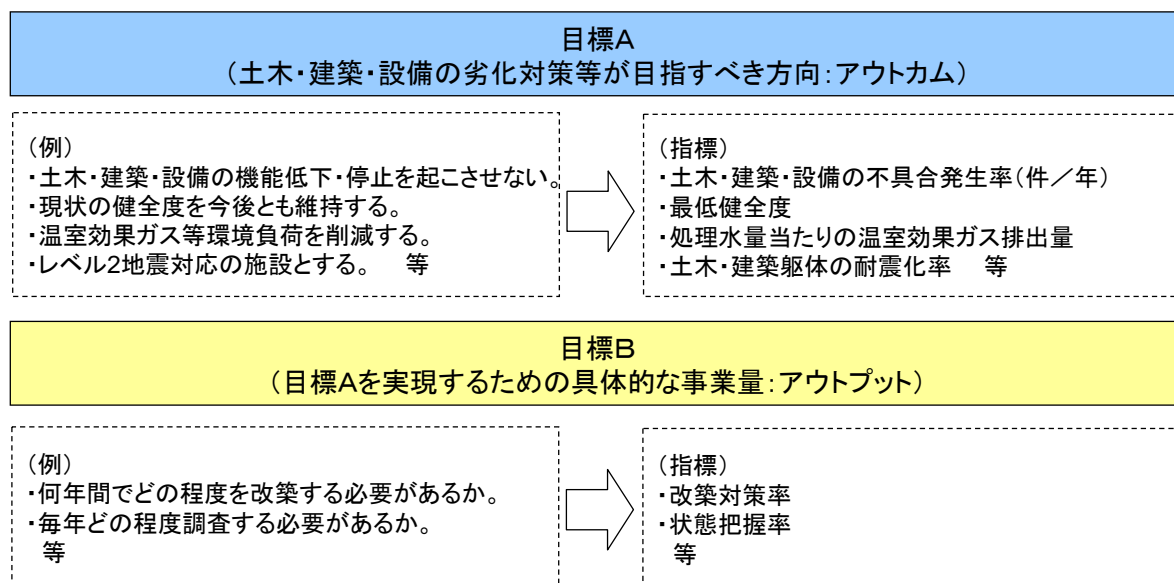 目標A
（土木・建築・設備の劣化対策等が目指すべき方向：アウトカム）
（例）
・土木・建築・設備の機能低下・停止を起こさせない。
・現状の健全度を今後とも維持する。
・温室効果ガス等環境負荷を削減する。
・レベル2地震対応の施設とする。　等
（指標）
・土木・建築・設備の不具合発生率（件／年）
・最低健全度
・処理水量当たりの温室効果ガス排出量
・土木・建築躯体の耐震化率　等
目標B
（目標Aを実現するための具体的な事業量：アウトプット）
（例）
・何年間でどの程度を改築する必要があるか。
・毎年どの程度調査する必要があるか。
等
（指標）
・改築対策率
・状態把握率
等